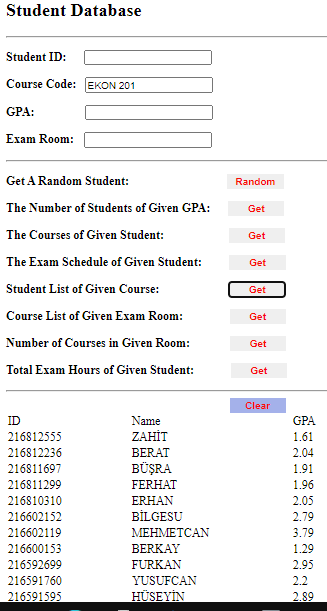 Student Database
Student ID:
Course Code: EKON 201
GPA:
Exam Room:
Get A Random Student: Random
The Number of Students of Given GPA: Get
The Courses of Given Student: Get
The Exam Schedule of Given Student: Get
Student List of Given Course: Get
Course List of Given Exam Room: Get
Number of Courses in Given Room: Get
Total Exam Hours of Given Student: Get
Clear
ID Name GPA
216812555 ZAHİT 1.61
216812236 BERAT 2.04
216811697 BÜŞRA 1.91
216811299 FERHAT 1.96
216810310 ERHAN 2.05
216602152 BİLGESU 2.79
216602119 MEHMETCAN 3.79
216600153 BERKAY 1.29
216592699 FURKAN 2.95
216591760 YUSUFCAN 2.2
216591595 HÜSEYİN 2.89